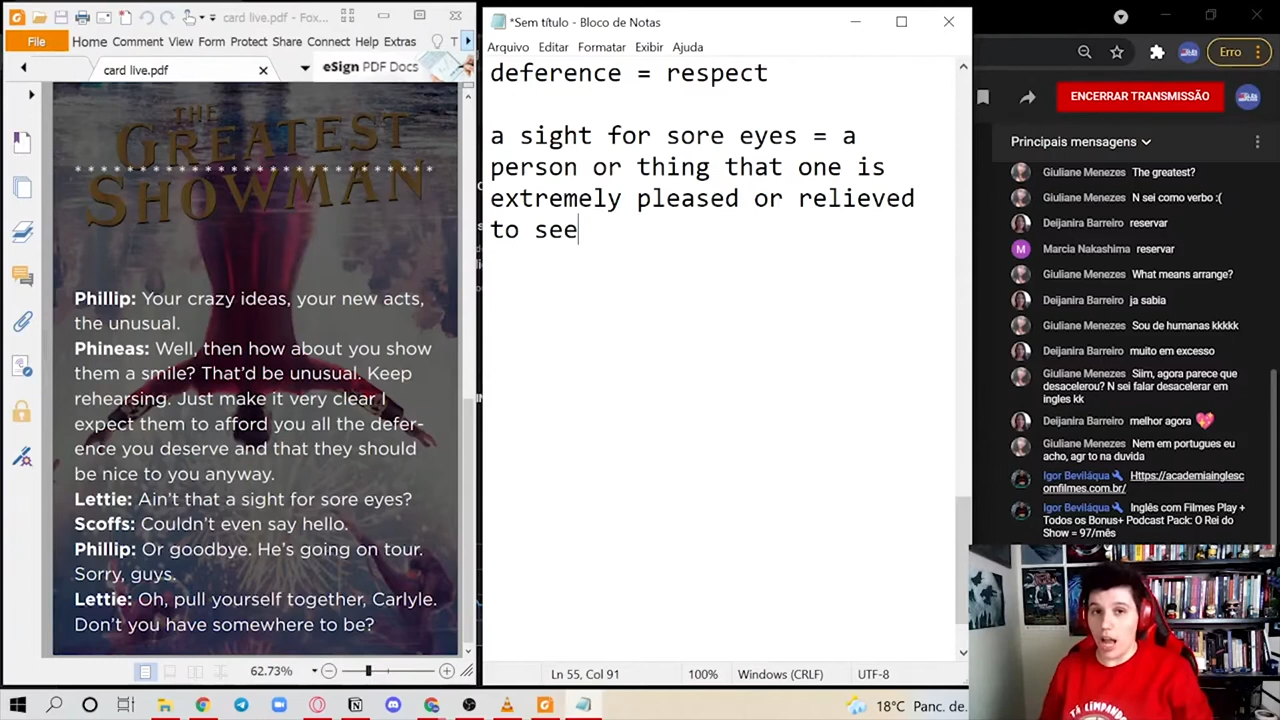 card live.pdf - Fox...
File
Home
Comment
View
Form
Protect
Share
Connect
Help
Extras
card live.pdf
eSign PDF Docs
THE
GREATEST
* * * * * * * * * * * * * * * * * * * * * * * * * * * * * * * * * *
SHOWMAN
Phillip: Your crazy ideas, your new acts,
the unusual.
Phineas: Well, then how about you show
them a smile? That'd be unusual. Keep
rehearsing. Just make it very clear I
expect them to afford you all the defer-
ence you deserve and that they should
be nice to you anyway.
Lettie: Ain't that a sight for sore eyes?
Scoffs: Couldn't even say hello.
Phillip: Or goodbye. He's going on tour.
Sorry, guys.
Lettie: Oh, pull yourself together, Carlyle.
Don't you have somewhere to be?
62.73%
*Sem título - Bloco de Notas
Arquivo
Editar
Formatar
Exibir
Ajuda
deference = respect
a sight for sore eyes = a
person or thing that one is
extremely pleased or relieved
to see
Ln 55, Col 91
100%
Windows (CRLF)
UTF-8
Erro
ENCERRAR TRANSMISSÃO
Principais mensagens
Giuliane Menezes The greatest?
Giuliane Menezes N sei como verbo :(
Deijanira Barreiro reservar
M Marcia Nakashima reservar
Giuliane Menezes What means arrange?
Deijanira Barreiro ja sabia
Giuliane Menezes Sou de humanas kkkkk
Deijanira Barreiro muito em excesso
Giuliane Menezes Siim, agora parece que
desacelerou? N sei falar desacelerar em
ingles kk
Deijanira Barreiro melhor agora 💖
Giuliane Menezes Nem em portugues eu
acho, agr to na duvida
Igor Beviláqua Https://academiainglesc
omfilmes.com.br/
Igor Beviláqua Inglês com Filmes Play +
Todos os Bonus+ Podcast Pack: O Rei do
Show = 97/mês
TÁ LIMPANDO
18°C Panc. de.